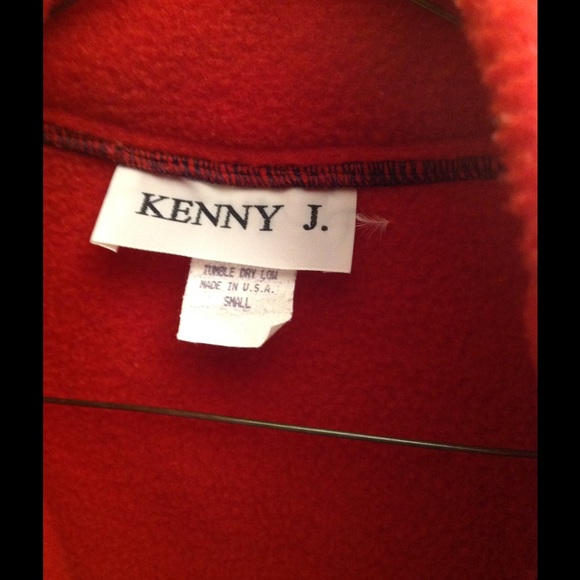 KENNY J.
TUMBLE DRY LOW
MADE IN U.S.A.
SMALL